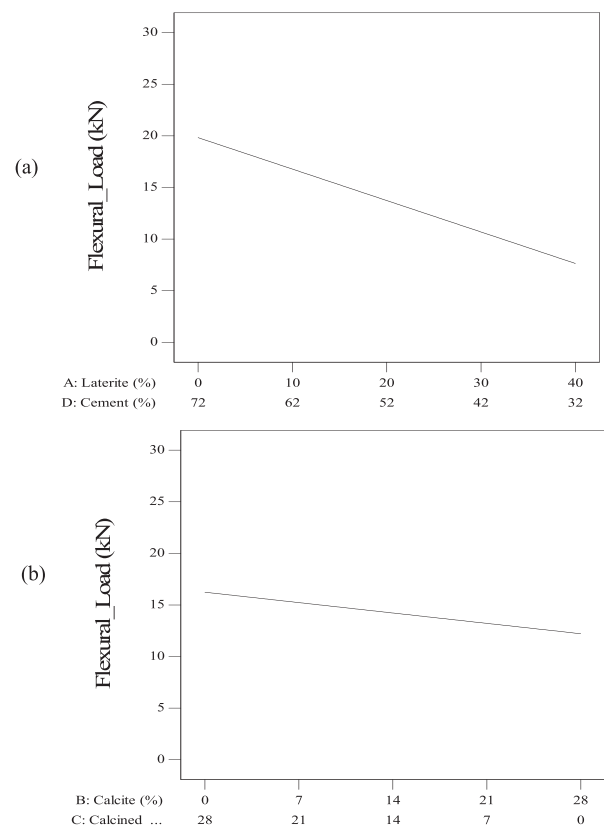 (a)
Flexural_Load (kN)
30
25
20
15
10
5
0
A: Laterite (%) 0 10 20 30 40
D: Cement (%) 72 62 52 42 32
(b)
Flexural_Load (kN)
30
25
20
15
10
5
0
B: Calcite (%) 0 7 14 21 28
C: Calcined ... 28 21 14 7 0